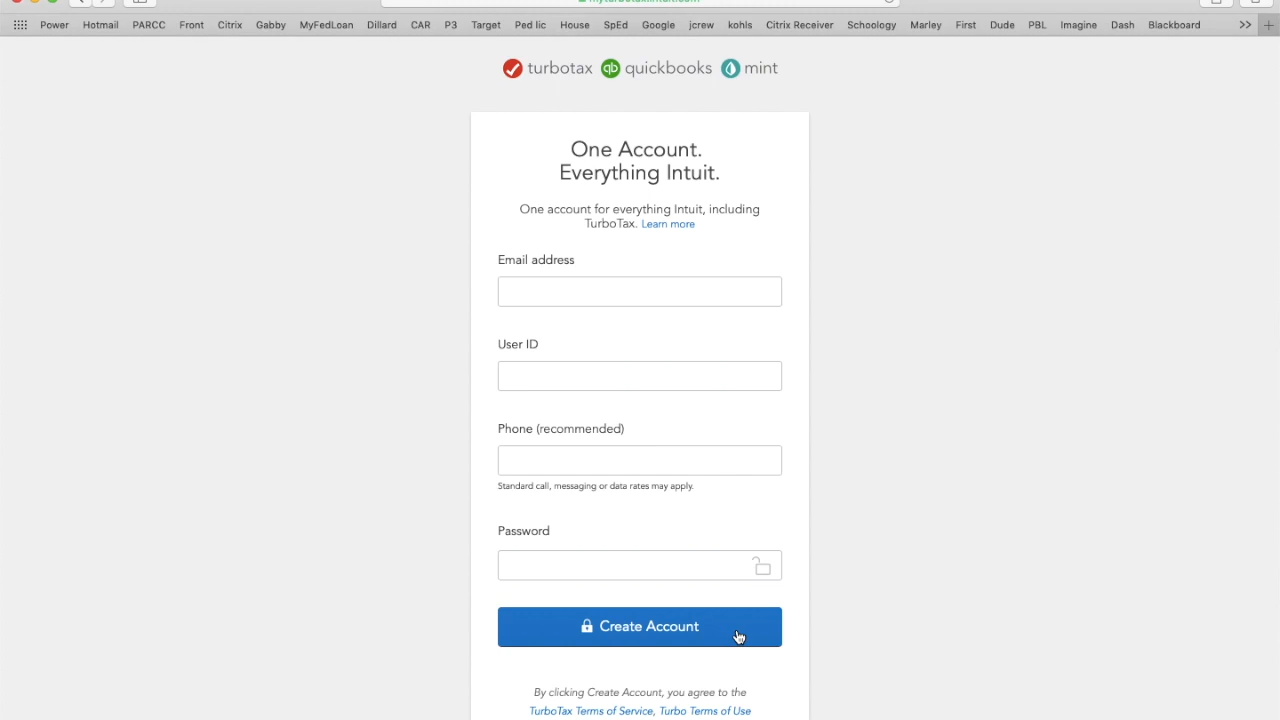 Power Hotmail PARCC Front Citrix Gabby MyFedLoan Dillard CAR P3 Target Ped lic House SpEd Google jcrew kohls Citrix Receiver Schoology Marley First Dude PBL Imagine Dash Blackboard >> +
turbotax qb quickbooks mint
One Account.
Everything Intuit.
One account for everything Intuit, including
TurboTax. Learn more
Email address
User ID
Phone (recommended)
Standard call, messaging or data rates may apply.
Password
Create Account
By clicking Create Account, you agree to the
TurboTax Terms of Service, Turbo Terms of Use